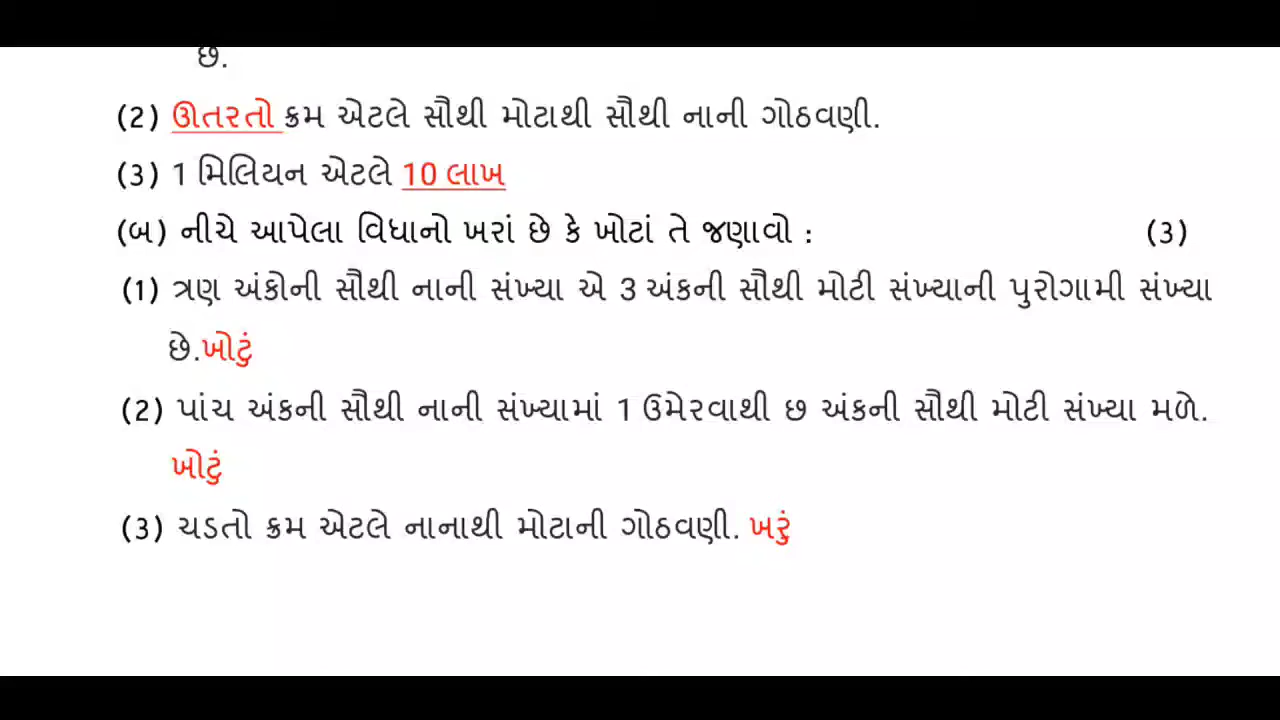 છે.
(2) ઊતરતો ક્રમ એટલે સૌથી મોટાથી સૌથી નાની ગોઠવણી.
(3) 1 મિલિયન એટલે 10 લાખ
(બ) નીચે આપેલા વિધાનો ખરાં છે કે ખોટાં તે જણાવો : (3)
(1) ત્રણ અંકોની સૌથી નાની સંખ્યા એ 3 અંકની સૌથી મોટી સંખ્યાની પુરોગામી સંખ્યા
છે.ખોટું
(2) પાંચ અંકની સૌથી નાની સંખ્યામાં 1 ઉમેરવાથી છ અંકની સૌથી મોટી સંખ્યા મળે.
ખોટું
(3) ચડતો ક્રમ એટલે નાનાથી મોટાની ગોઠવણી. ખરું